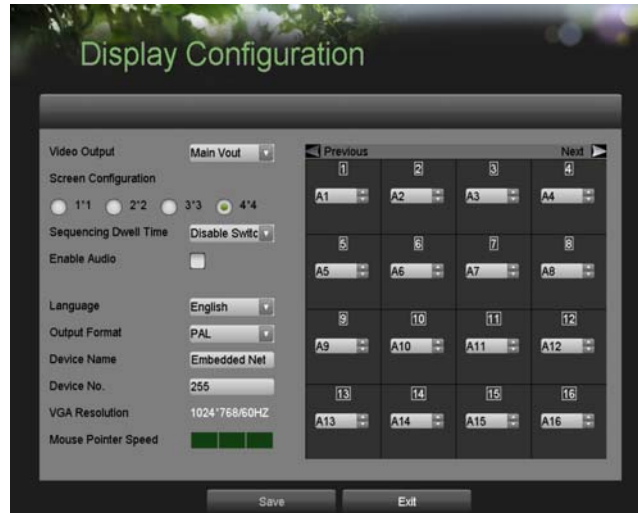 Display Configuration
Video Output Main Vout
Screen Configuration
1*1 2*2 3*3 4*4
Sequencing Dwell Time Disable Switc
Enable Audio
Language English
Output Format PAL
Device Name Embedded Net
Device No. 255
VGA Resolution 1024*768/60HZ
Mouse Pointer Speed
Previous Next
1 2 3 4
A1 A2 A3 A4
5 6 7 8
A5 A6 A7 A8
9 10 11 12
A9 A10 A11 A12
13 14 15 16
A13 A14 A15 A16
Save Exit